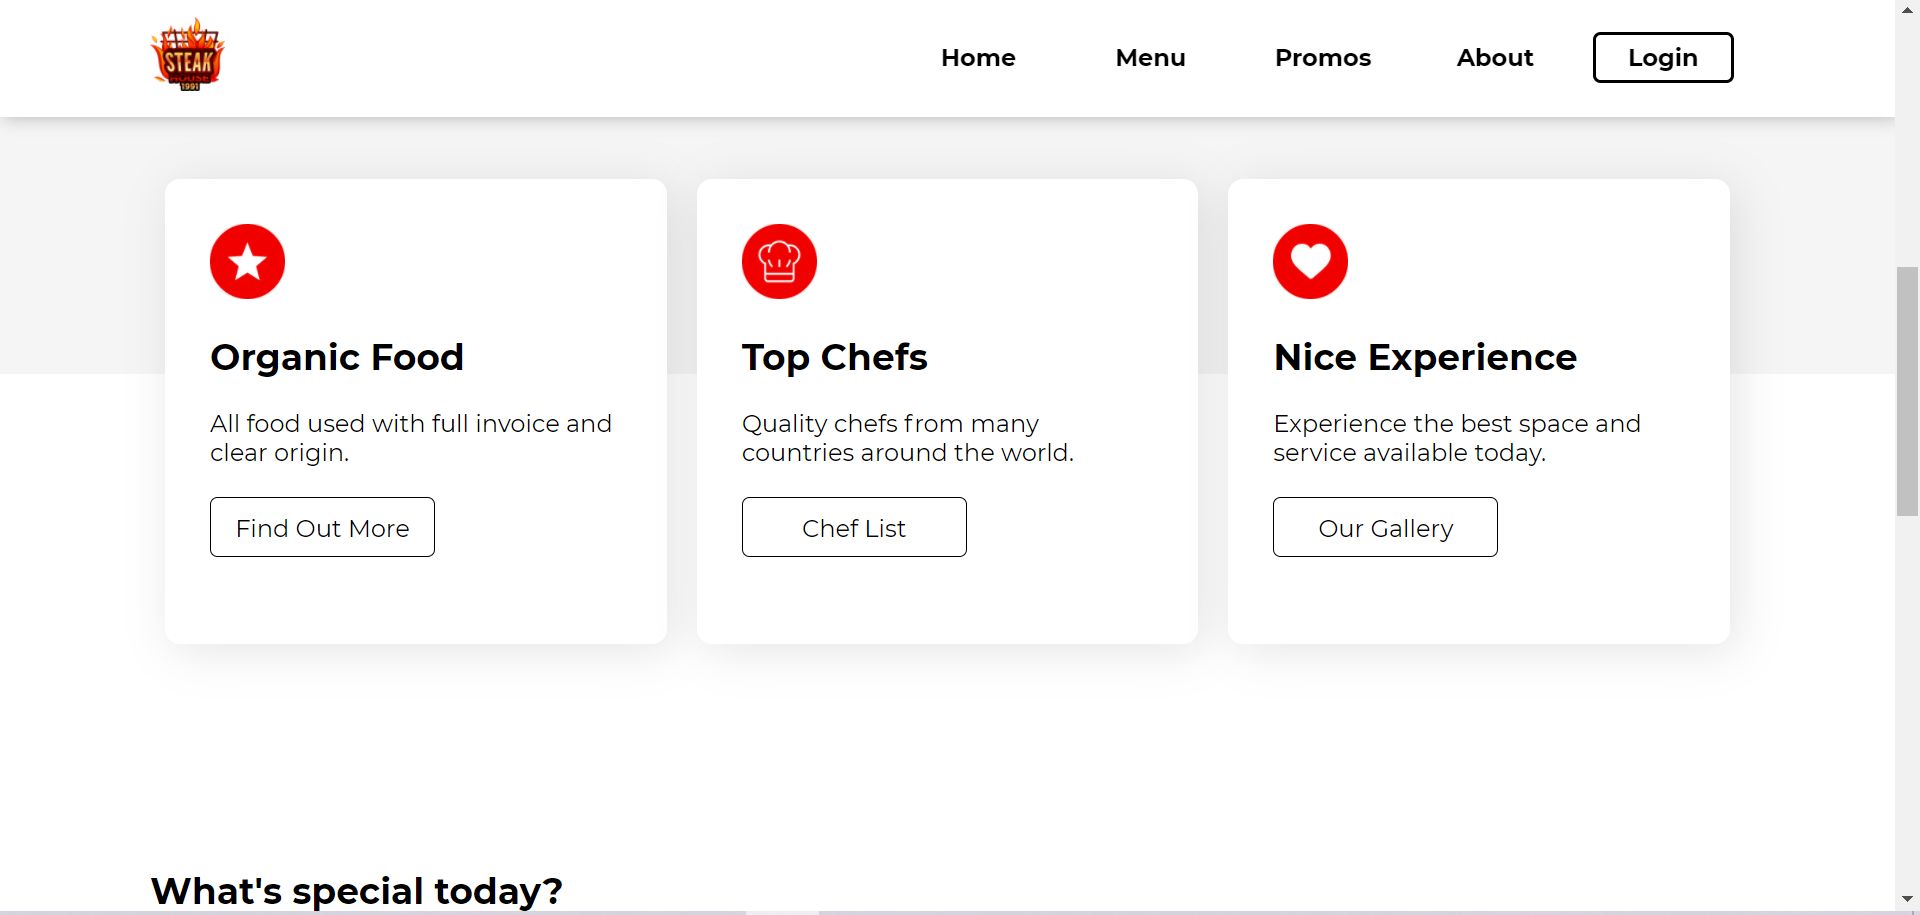 STEAK
HOUSE
1991
Home
Menu
Promos
About
Login
Organic Food
All food used with full invoice and
clear origin.
Find Out More
Top Chefs
Quality chefs from many
countries around the world.
Chef List
Nice Experience
Experience the best space and
service available today.
Our Gallery
What's special today?